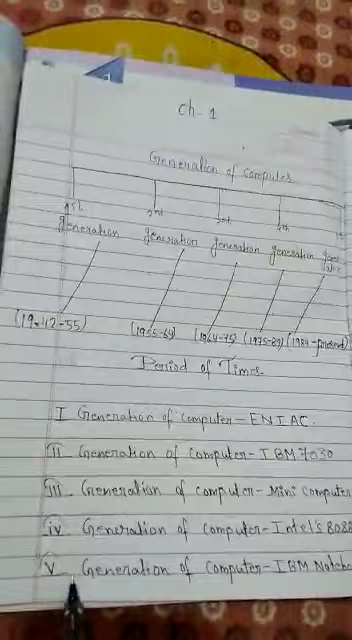 Ch-1
Generation of Computer
1st 2nd 3rd 4th
generation generation generation generation gene
ration
(1942-55) (1955-64) (1964-75) (1975-89) (1989-present)
Period of Times.
I Generation of computer - ENIAC.
ii Generation of computer - IBM 7030
iii Generation of computer - Mini Computer
iv Generation of computer - Intel's 8088
v Generation of Computer - IBM